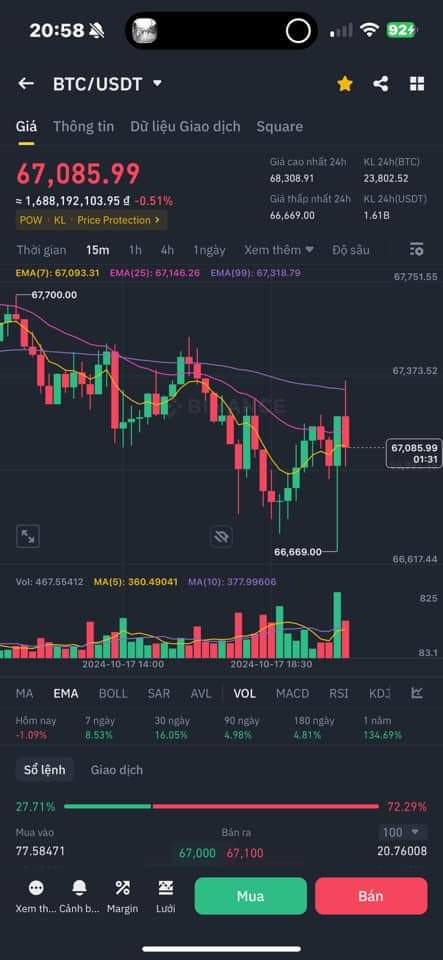 20:58
92
BTC/USDT
Giá Thông tin Dữ liệu Giao dịch Square
67,085.99
≈ 1,688,192,103.95 ₫ -0.51%
POW · KL · Price Protection
Giá cao nhất 24h KL 24h(BTC)
68,308.91 23,802.52
Giá thấp nhất 24h KL 24h(USDT)
66,669.00 1.61B
Thời gian 15m 1h 4h 1ngày Xem thêm Độ sâu
EMA(7): 67,093.31 EMA(25): 67,146.26 EMA(99): 67,318.79
67,751.55
67,700.00
67,373.52
BINANCE
67,085.99
01:31
66,669.00
66,617.44
Vol: 467.55412 MA(5): 360.49041 MA(10): 377.99606
825
83.1
2024-10-17 14:00 2024-10-17 18:30
MA EMA BOLL SAR AVL VOL MACD RSI KDJ
Hôm nay 7 ngày 30 ngày 90 ngày 180 ngày 1 năm
-1.09% 8.53% 16.05% 4.98% 4.81% 134.69%
Sổ lệnh Giao dịch
27.71% 72.29%
Mua vào Bán ra 100
77.58471 67,000 67,100 20.76008
Xem th... Cảnh b... Margin Lưới
Mua Bán